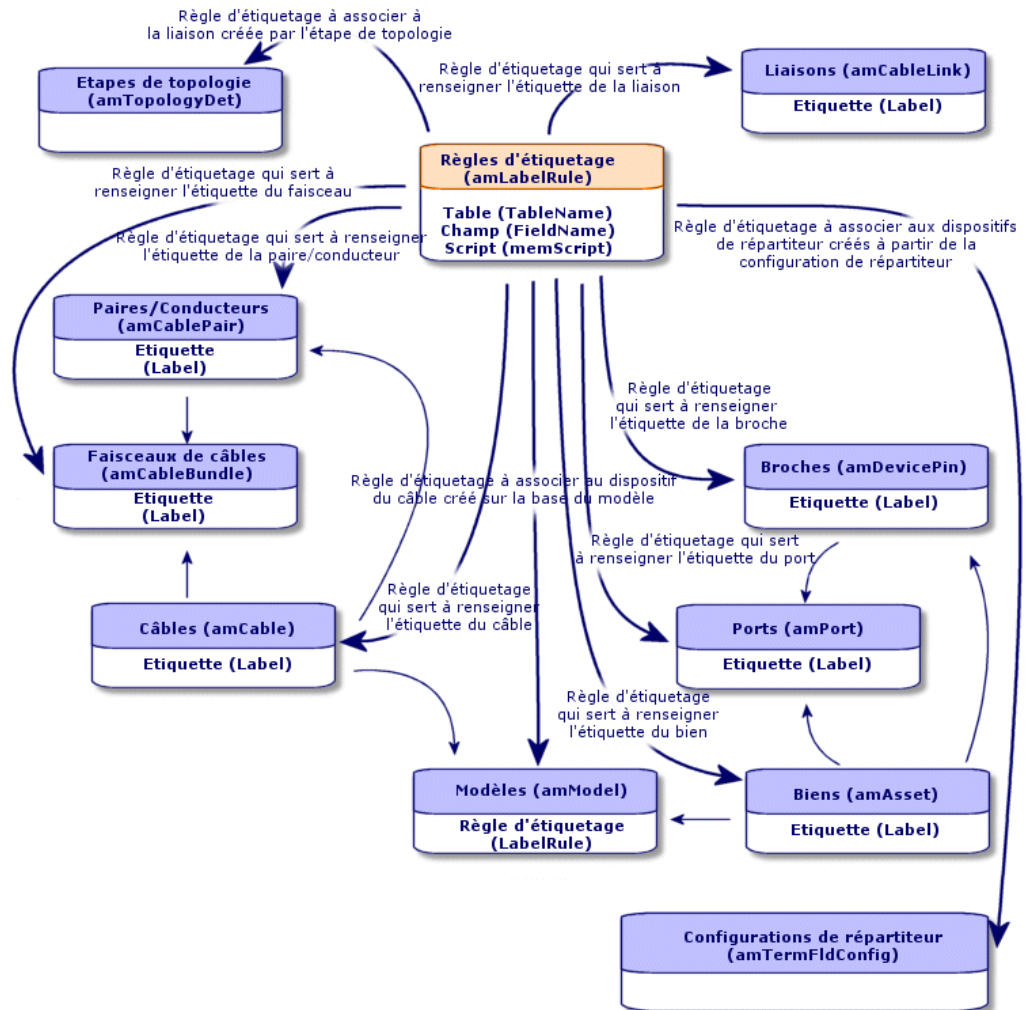 Règle d'étiquetage à associer à
la liaison créée par l'étape de topologie
Etapes de topologie
(amTopologyDet)
Règle d'étiquetage qui sert à
renseigner l'étiquette de la liaison
Liaisons (amCableLink)
Etiquette (Label)
Règles d'étiquetage
(amLabelRule)
Table (TableName)
Champ (FieldName)
Script (memScript)
Règle d'étiquetage qui sert à
renseigner l'étiquette du faisceau
Règle d'étiquetage qui sert à renseigner
l'étiquette de la paire/conducteur
Règle d'étiquetage à associer aux dispositifs
de répartiteur créés à partir de la
configuration de répartiteur
Paires/Conducteurs
(amCablePair)
Etiquette
(Label)
Règle d'étiquetage
qui sert à renseigner
l'étiquette de la broche
Faisceaux de câbles
(amCableBundle)
Etiquette
(Label)
Règle d'étiquetage à associer au dispositif
du câble créé sur la base du modèle
Broches (amDevicePin)
Etiquette (Label)
Règle d'étiquetage qui sert
à renseigner l'étiquette du port
Règle d'étiquetage
qui sert à renseigner
l'étiquette du câble
Câbles (amCable)
Etiquette (Label)
Ports (amPort)
Etiquette (Label)
Règle d'étiquetage
qui sert à renseigner
l'étiquette du bien
Modèles (amModel)
Règle d'étiquetage
(LabelRule)
Biens (amAsset)
Etiquette (Label)
Configurations de répartiteur
(amTermFldConfig)